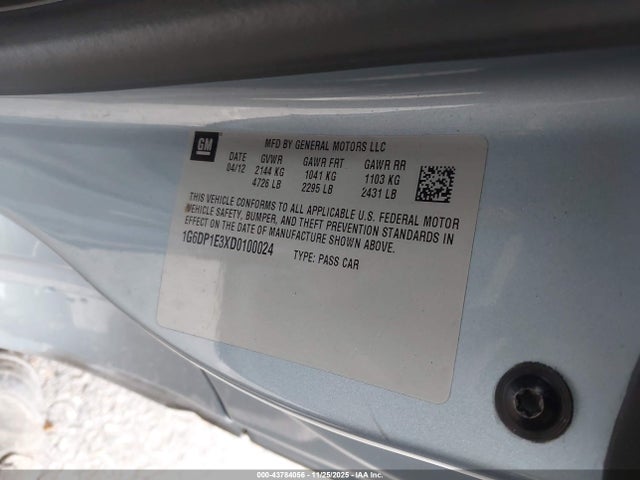 GM
MFD BY GENERAL MOTORS LLC
DATE GVWR GAWR FRT GAWR RR
04/12 2144 KG 1041 KG 1103 KG
4726 LB 2295 LB 2431 LB
THIS VEHICLE CONFORMS TO ALL APPLICABLE U.S. FEDERAL MOTOR
VEHICLE SAFETY, BUMPER, AND THEFT PREVENTION STANDARDS IN
EFFECT ON THE DATE OF MANUFACTURE SHOWN ABOVE.
1G6DP1E3XD0100024 TYPE: PASS CAR
000-43784056 - 11/25/2025 - IAADATA